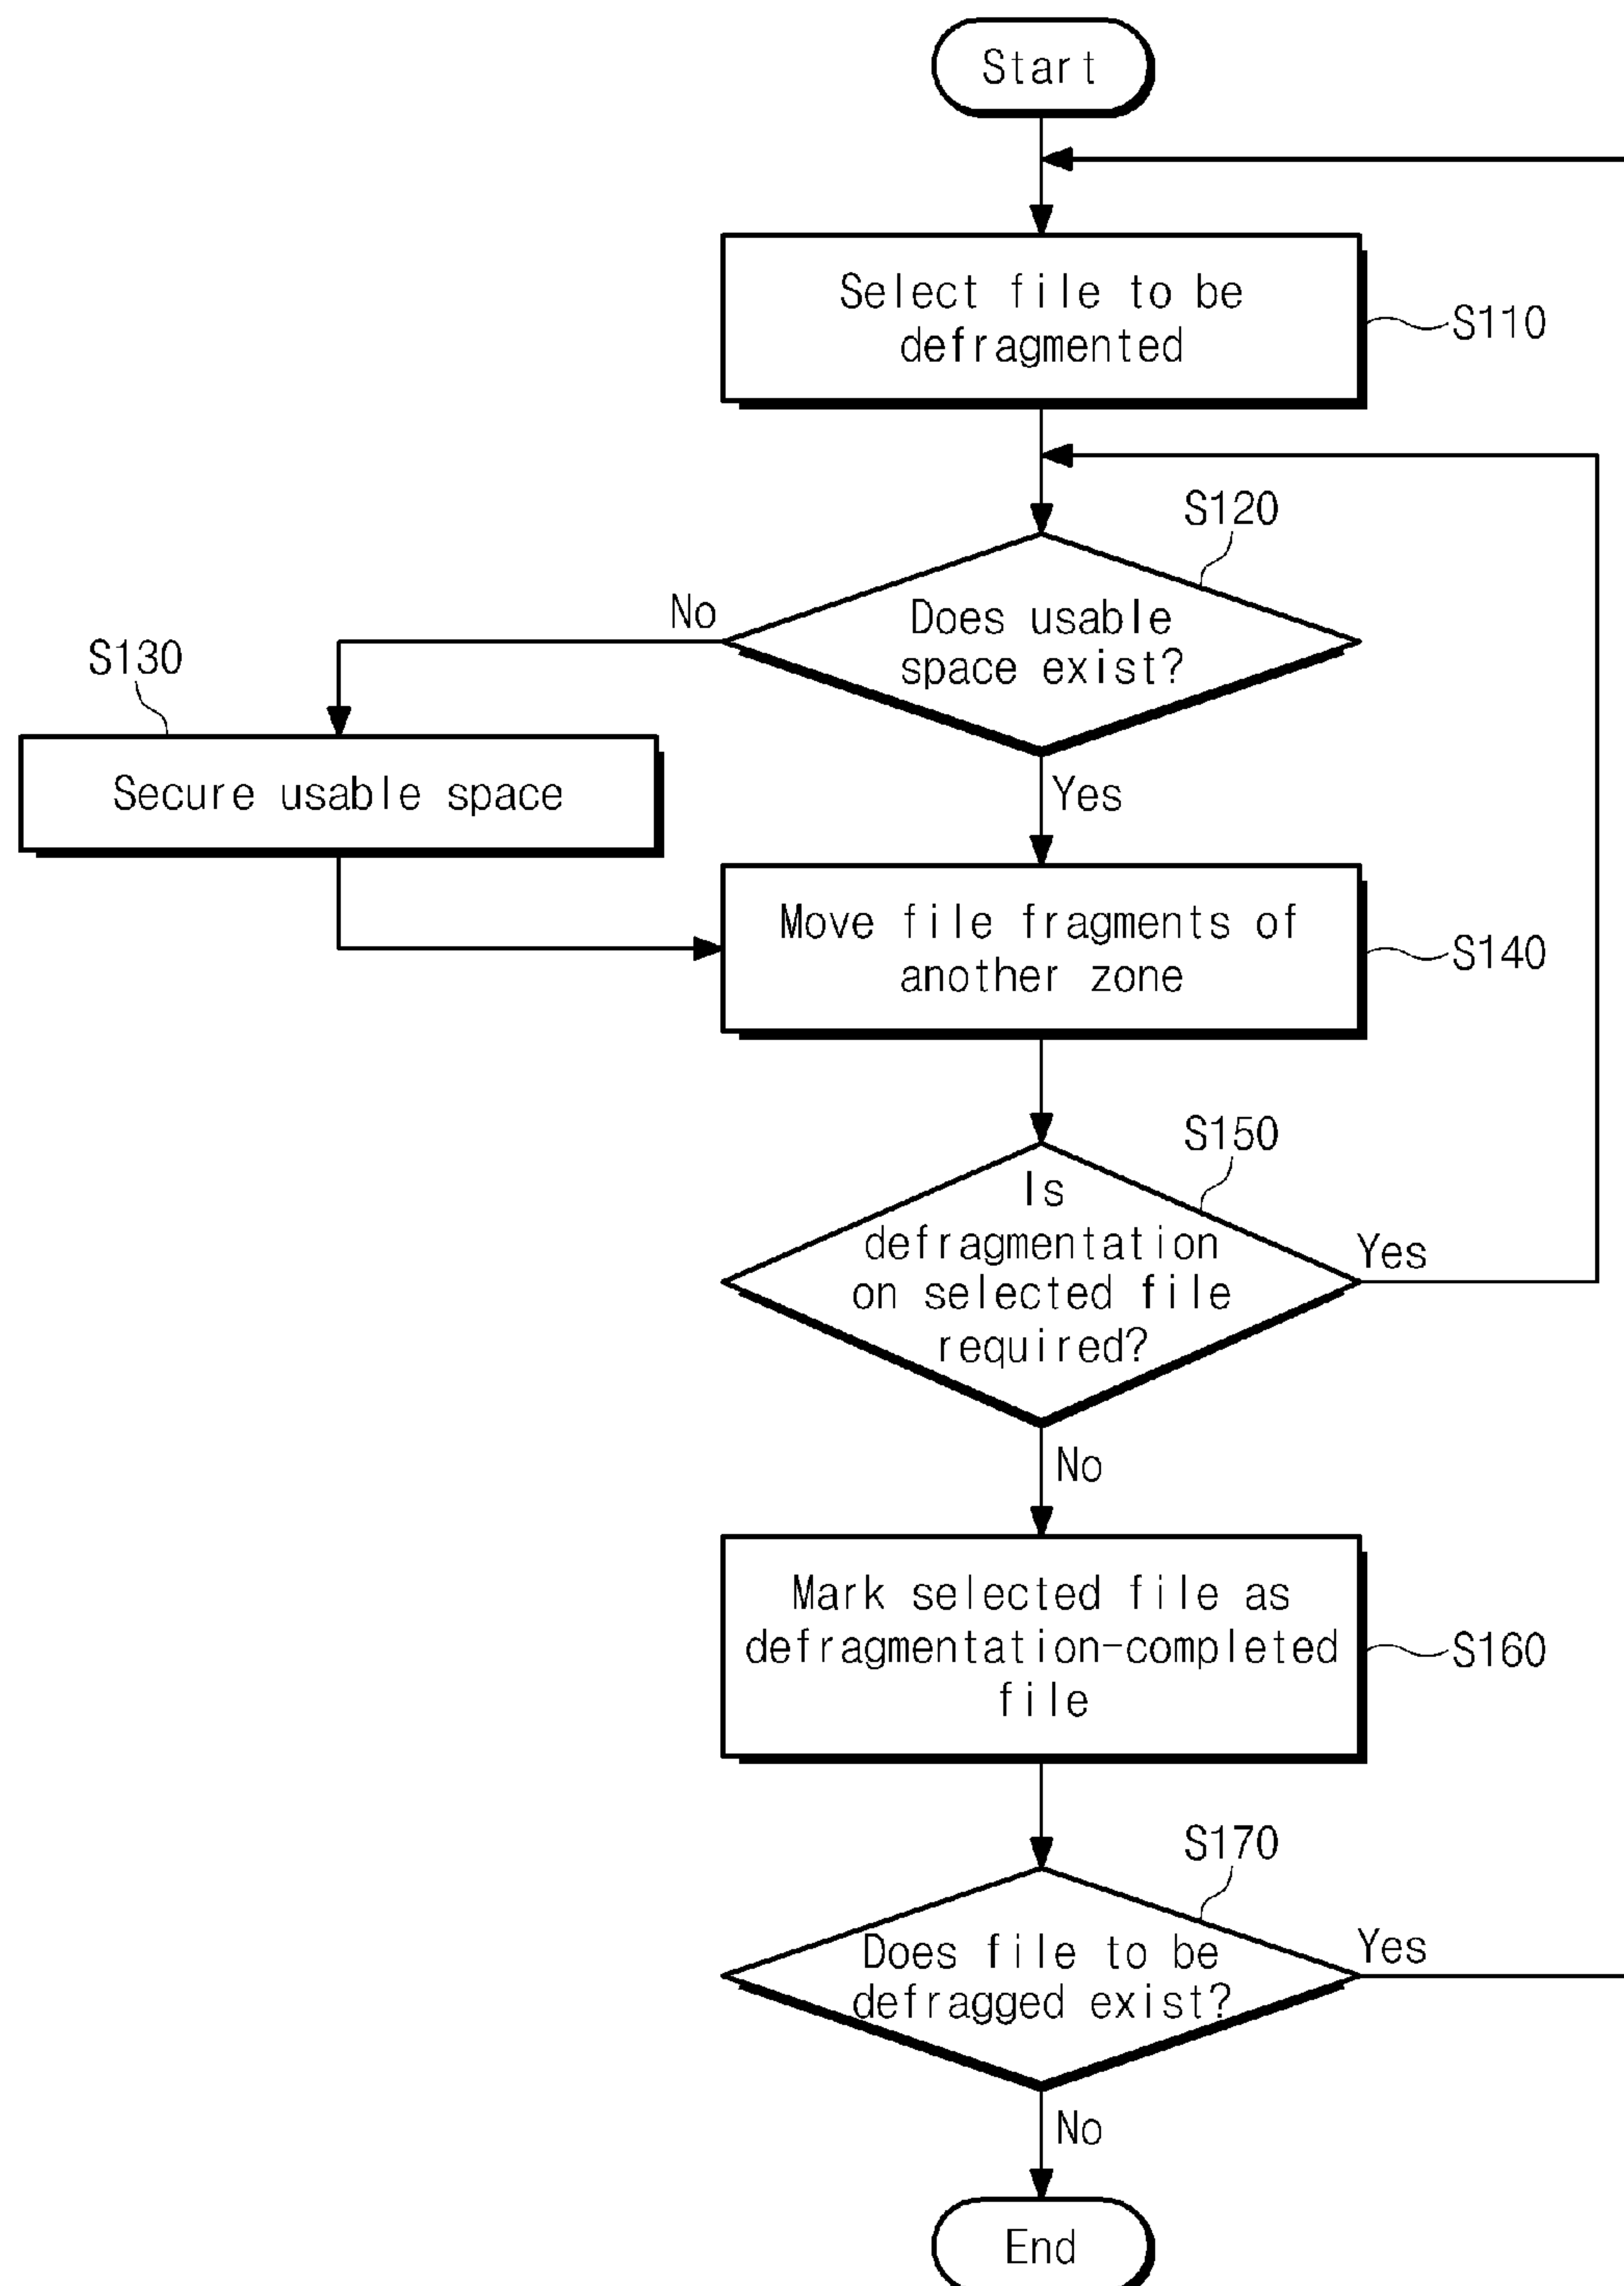 Start
Select file to be
defragmented
S110
S120
No
Does usable
space exist?
S130
Secure usable space
Yes
Move file fragments of
another zone
S140
S150
Is
defragmentation
on selected file
required?
Yes
No
Mark selected file as
defragmentation-completed
file
S160
S170
Does file to be
defragged exist?
Yes
No
End